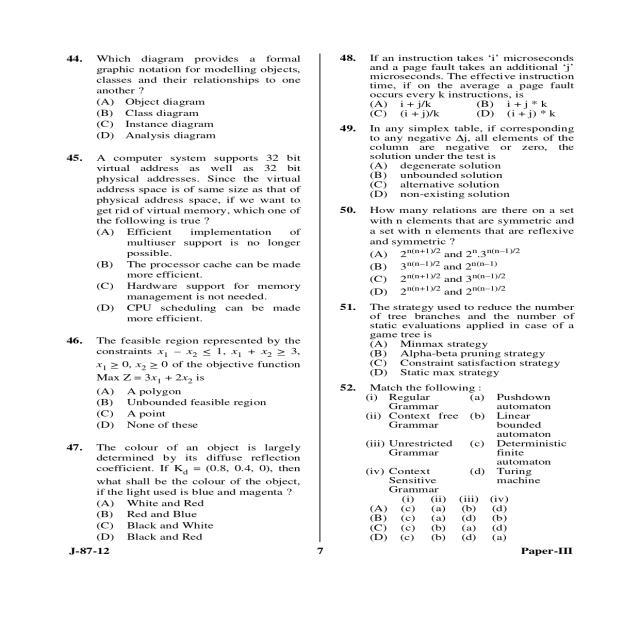 44. Which diagram provides a formal
graphic notation for modelling objects,
classes and their relationships to one
another ?
(A) Object diagram
(B) Class diagram
(C) Instance diagram
(D) Analysis diagram
45. A computer system supports 32 bit
virtual address as well as 32 bit
physical addresses. Since the virtual
address space is of same size as that of
physical address space, if we want to
get rid of virtual memory, which one of
the following is true ?
(A) Efficient implementation of
multiuser support is no longer
possible.
(B) The processor cache can be made
more efficient.
(C) Hardware support for memory
management is not needed.
(D) CPU scheduling can be made
more efficient.
46. The feasible region represented by the
constraints x₁ – x₂ ≤ 1, x₁ + x₂ ≥ 3,
x₁ ≥ 0, x₂ ≥ 0 of the objective function
Max Z = 3x₁ + 2x₂ is
(A) A polygon
(B) Unbounded feasible region
(C) A point
(D) None of these
47. The colour of an object is largely
determined by its diffuse reflection
coefficient. If K_d = (0.8, 0.4, 0), then
what shall be the colour of the object,
if the light used is blue and magenta ?
(A) White and Red
(B) Red and Blue
(C) Black and White
(D) Black and Red
48. If an instruction takes ‘i’ microseconds
and a page fault takes an additional ‘j’
microseconds. The effective instruction
time, if on the average a page fault
occurs every k instructions, is
(A) i + j/k (B) i + j * k
(C) (i + j)/k (D) (i + j) * k
49. In any simplex table, if corresponding
to any negative Δj, all elements of the
column are negative or zero, the
solution under the test is
(A) degenerate solution
(B) unbounded solution
(C) alternative solution
(D) non-existing solution
50. How many relations are there on a set
with n elements that are symmetric and
a set with n elements that are reflexive
and symmetric ?
(A) 2^{n(n+1)/2} and 2^n.3^{n(n–1)/2}
(B) 3^{n(n–1)/2} and 2^{n(n–1)}
(C) 2^{n(n+1)/2} and 3^{n(n–1)/2}
(D) 2^{n(n+1)/2} and 2^{n(n–1)/2}
51. The strategy used to reduce the number
of tree branches and the number of
static evaluations applied in case of a
game tree is
(A) Minmax strategy
(B) Alpha-beta pruning strategy
(C) Constraint satisfaction strategy
(D) Static max strategy
52. Match the following :
(i) Regular (a) Pushdown
Grammar automaton
(ii) Context free (b) Linear
Grammar bounded
automaton
(iii) Unrestricted (c) Deterministic
Grammar finite
automaton
(iv) Context (d) Turing
Sensitive machine
Grammar
(i) (ii) (iii) (iv)
(A) (c) (a) (b) (d)
(B) (c) (a) (d) (b)
(C) (c) (b) (a) (d)
(D) (c) (b) (d) (a)
J-87-12 7 Paper-III